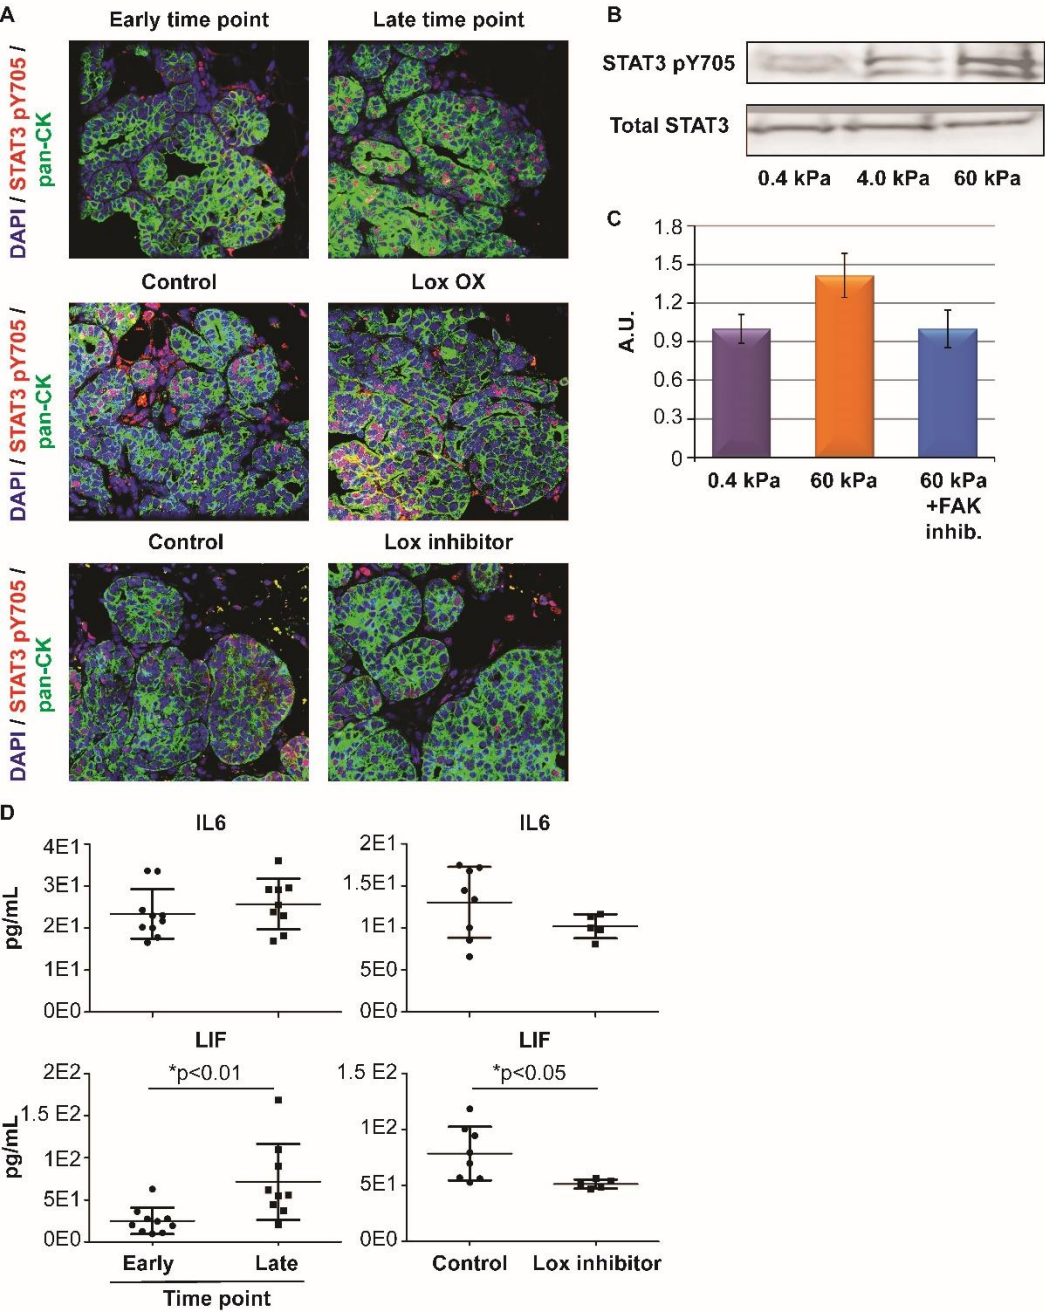 A
Early time point
Late time point
DAPI / STAT3 pY705 /
pan-CK
Control
Lox OX
DAPI / STAT3 pY705 /
pan-CK
Control
Lox inhibitor
DAPI / STAT3 pY705 /
pan-CK
B
STAT3 pY705
Total STAT3
0.4 kPa 4.0 kPa 60 kPa
C
A.U.
1.8
1.5
1.2
0.9
0.6
0.3
0
0.4 kPa 60 kPa 60 kPa
+FAK
inhib.
D
IL6
pg/mL
4E1
3E1
2E1
1E1
0E0
IL6
2E1
1.5E1
1E1
5E0
0E0
LIF
*p<0.01
pg/mL
2E2
1.5 E2
1E2
5E1
0E0
Early Late
Time point
LIF
*p<0.05
1.5 E2
1E2
5E1
0E0
Control Lox inhibitor